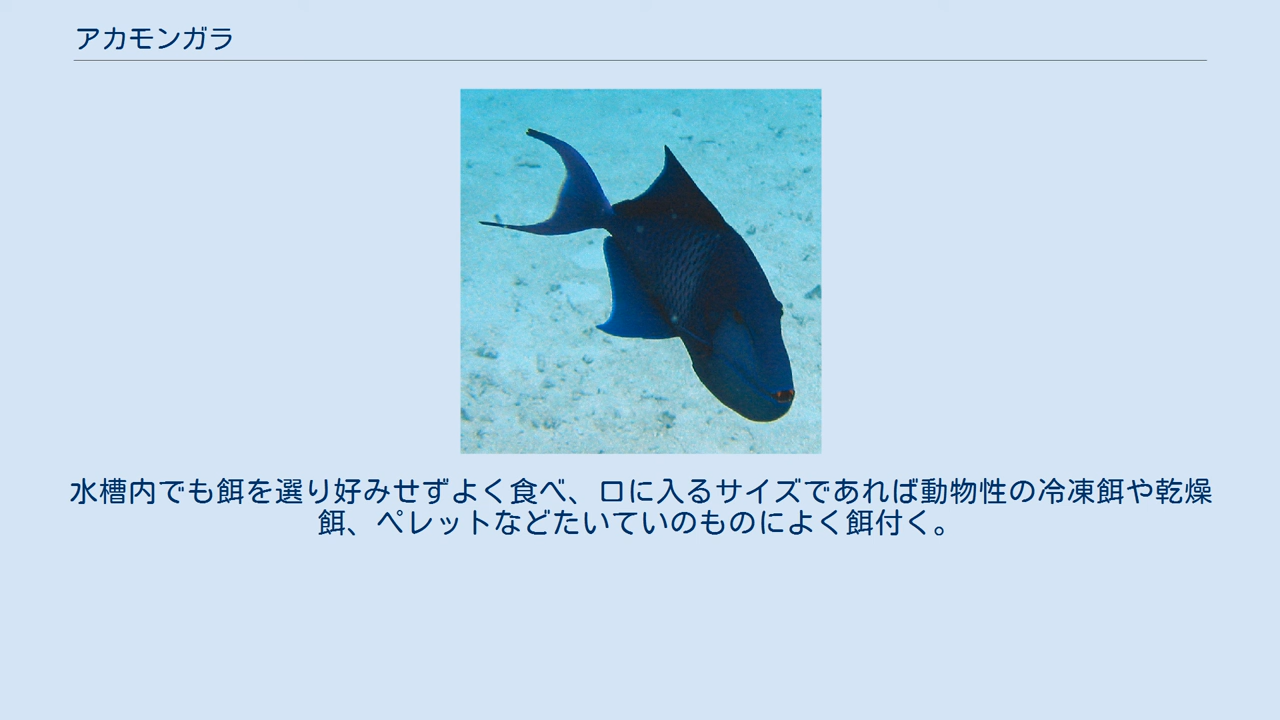 アカモンガラ
水槽内でも餌を選り好みせずよく食べ、口に入るサイズであれば動物性の冷凍餌や乾燥
餌、ペレットなどたいていのものによく餌付く。